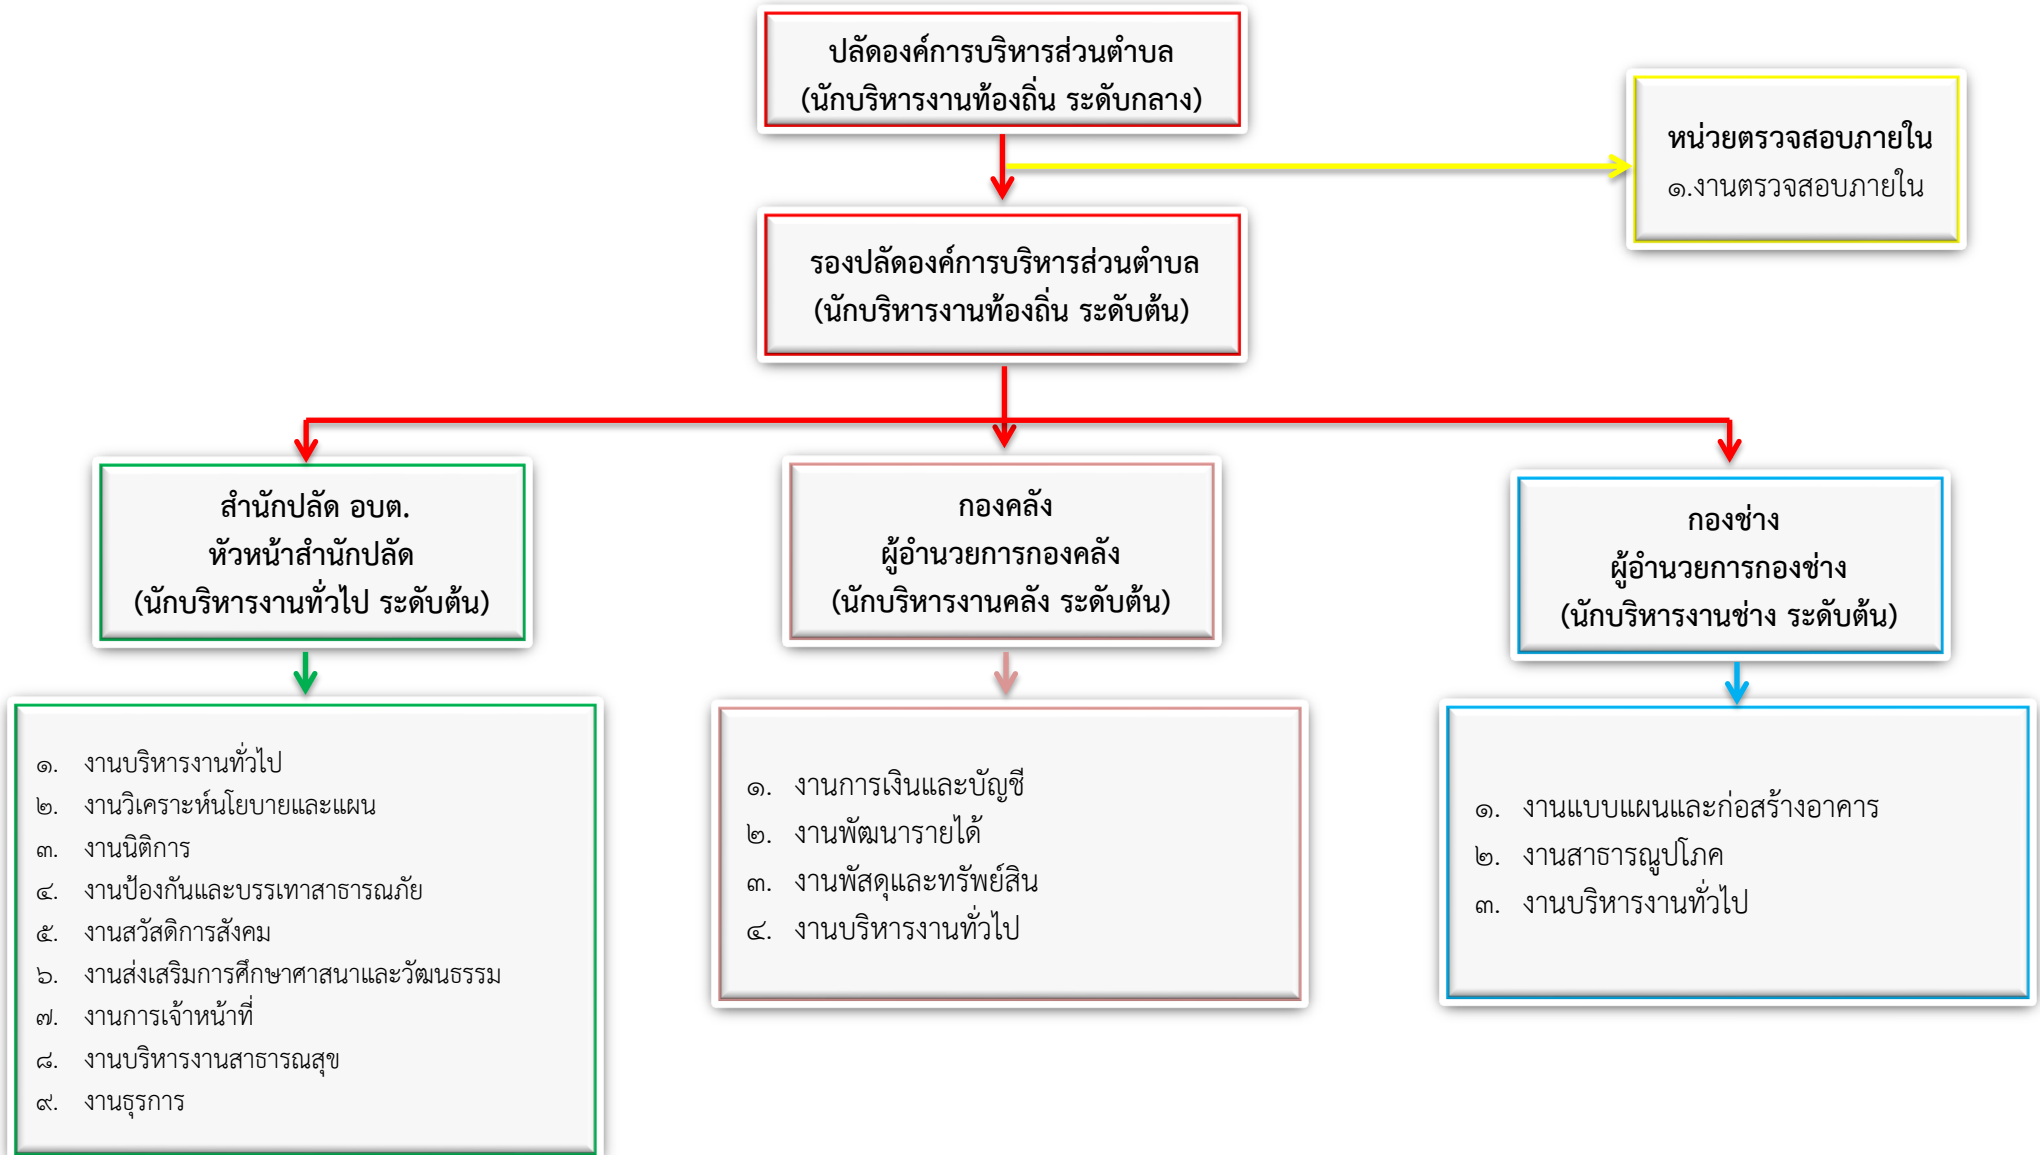 ปลัดองค์การบริหารส่วนตำบล
(นักบริหารงานท้องถิ่น ระดับกลาง)
หน่วยตรวจสอบภายใน
๑.งานตรวจสอบภายใน
รองปลัดองค์การบริหารส่วนตำบล
(นักบริหารงานท้องถิ่น ระดับต้น)
สำนักปลัด อบต.
หัวหน้าสำนักปลัด
(นักบริหารงานทั่วไป ระดับต้น)
กองคลัง
ผู้อำนวยการกองคลัง
(นักบริหารงานคลัง ระดับต้น)
กองช่าง
ผู้อำนวยการกองช่าง
(นักบริหารงานช่าง ระดับต้น)
๑. งานบริหารงานทั่วไป
๒. งานวิเคราะห์นโยบายและแผน
๓. งานนิติการ
๔. งานป้องกันและบรรเทาสาธารณภัย
๕. งานสวัสดิการสังคม
๖. งานส่งเสริมการศึกษาศาสนาและวัฒนธรรม
๗. งานการเจ้าหน้าที่
๘. งานบริหารงานสาธารณสุข
๙. งานธุรการ
๑. งานการเงินและบัญชี
๒. งานพัฒนารายได้
๓. งานพัสดุและทรัพย์สิน
๔. งานบริหารงานทั่วไป
๑. งานแบบแผนและก่อสร้างอาคาร
๒. งานสาธารณูปโภค
๓. งานบริหารงานทั่วไป